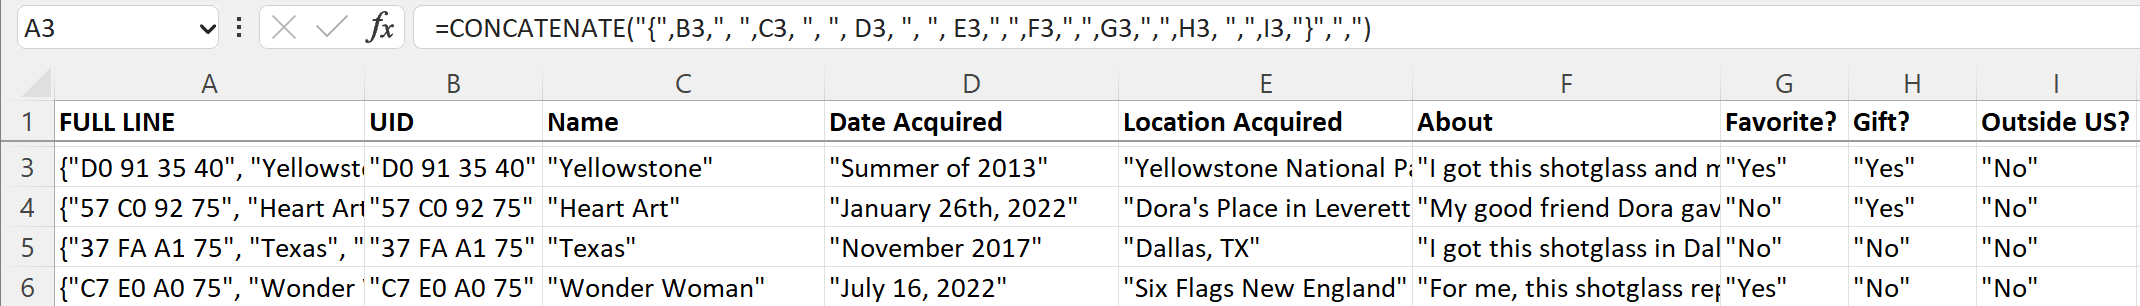 A3 fx =CONCATENATE("{",B3,", ",C3, ", ", D3, ", ", E3,",",F3,",",G3,",",H3, ",",I3,"}",",")
A B C D E F G H I
1 FULL LINE UID Name Date Acquired Location Acquired About Favorite? Gift? Outside US?
3 {"D0 91 35 40", "Yellowst "D0 91 35 40" "Yellowstone" "Summer of 2013" "Yellowstone National Pa "I got this shotglass and m "Yes" "Yes" "No"
4 {"57 C0 92 75", "Heart Art "57 C0 92 75" "Heart Art" "January 26th, 2022" "Dora's Place in Leverett "My good friend Dora gav "No" "Yes" "No"
5 {"37 FA A1 75", "Texas", " "37 FA A1 75" "Texas" "November 2017" "Dallas, TX" "I got this shotglass in Dal "No" "No" "No"
6 {"C7 E0 A0 75", "Wonder "C7 E0 A0 75" "Wonder Woman" "July 16, 2022" "Six Flags New England" "For me, this shotglass rep "Yes" "No" "No"